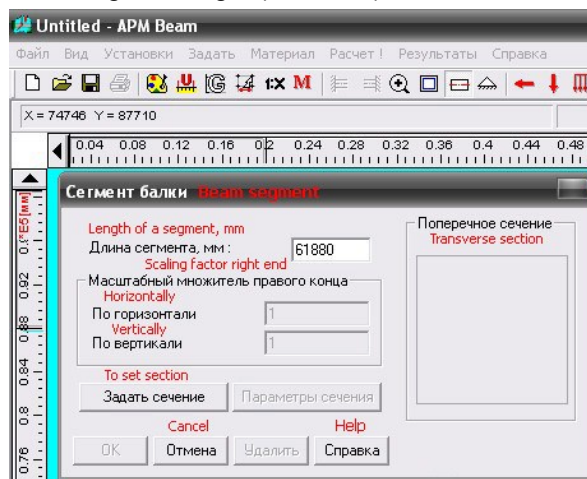 Untitled - APM Beam
Файл Вид Установки Задать Материал Расчет ! Результаты Справка
1:X M
X = 74746 Y = 87710
0.04 0.08 0.12 0.16 0.2 0.24 0.28 0.32 0.36 0.4 0.44 0.48
*E5[мм]
0.92
0.88
0.84
0.8
0.76
Сегмент балки Beam segment
Length of a segment, mm
Длина сегмента, мм : 61880
Scaling factor right end
Масштабный множитель правого конца
Horizontally
По горизонтали 1
Vertically
По вертикали 1
To set section
Задать сечение Параметры сечения
Cancel Help
OK Отмена Удалить Справка
Поперечное сечение
Transverse section